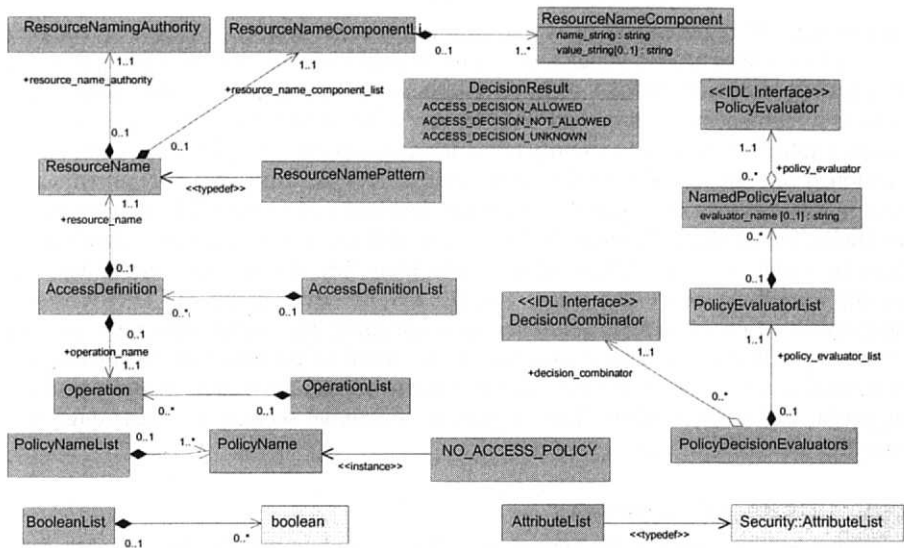 ResourceNamingAuthority
ResourceNameComponentLi
ResourceNameComponent
name_string : string
value_string[0..1] : string
0..1
1..*
1..1
+resource_name_authority
1..1
+resource_name_component_list
DecisionResult
ACCESS_DECISION_ALLOWED
ACCESS_DECISION_NOT_ALLOWED
ACCESS_DECISION_UNKNOWN
<<IDL Interface>>
PolicyEvaluator
0..1
0..1
1..1
+policy_evaluator
0..*
ResourceName
ResourceNamePattern
<<typedef>>
1..1
+resource_name
NamedPolicyEvaluator
evaluator_name [0..1] : string
0..*
0..1
0..1
AccessDefinition
AccessDefinitionList
0..*
0..1
PolicyEvaluatorList
<<IDL Interface>>
DecisionCombinator
0..1
+operation_name
1..1
1..1
+policy_evaluator_list
1..1
+decision_combinator
Operation
OperationList
0..*
0..1
0..*
0..1
PolicyNameList
0..1
1..*
PolicyName
<<instance>>
NO_ACCESS_POLICY
PolicyDecisionEvaluators
BooleanList
0..1
0..*
boolean
AttributeList
<<typedef>>
Security::AttributeList